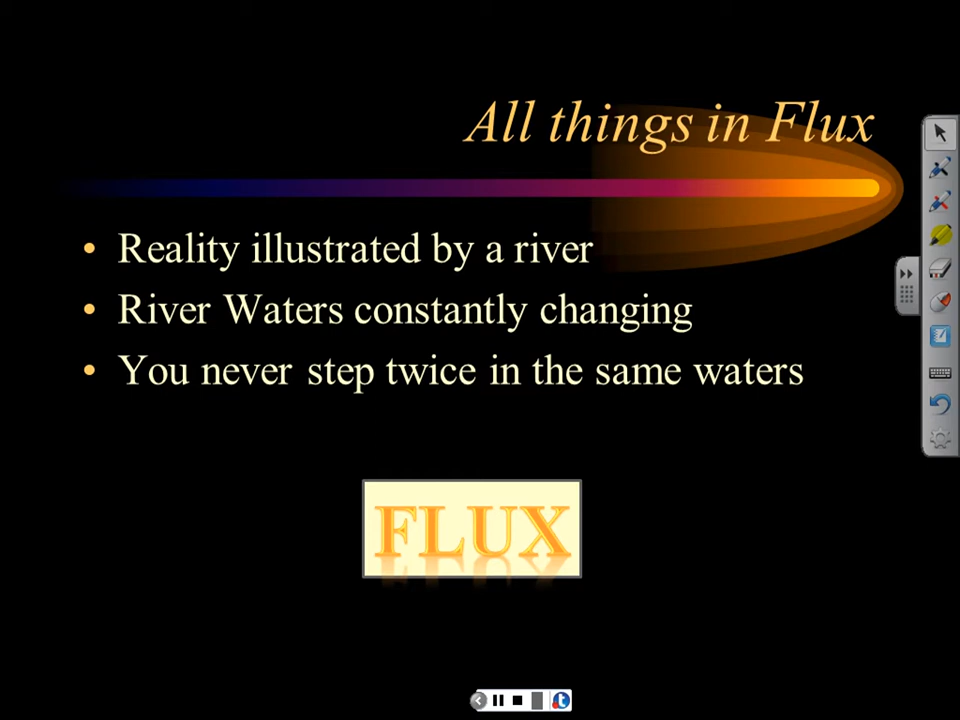 All things in Flux
• Reality illustrated by a river
• River Waters constantly changing
• You never step twice in the same waters
FLUX